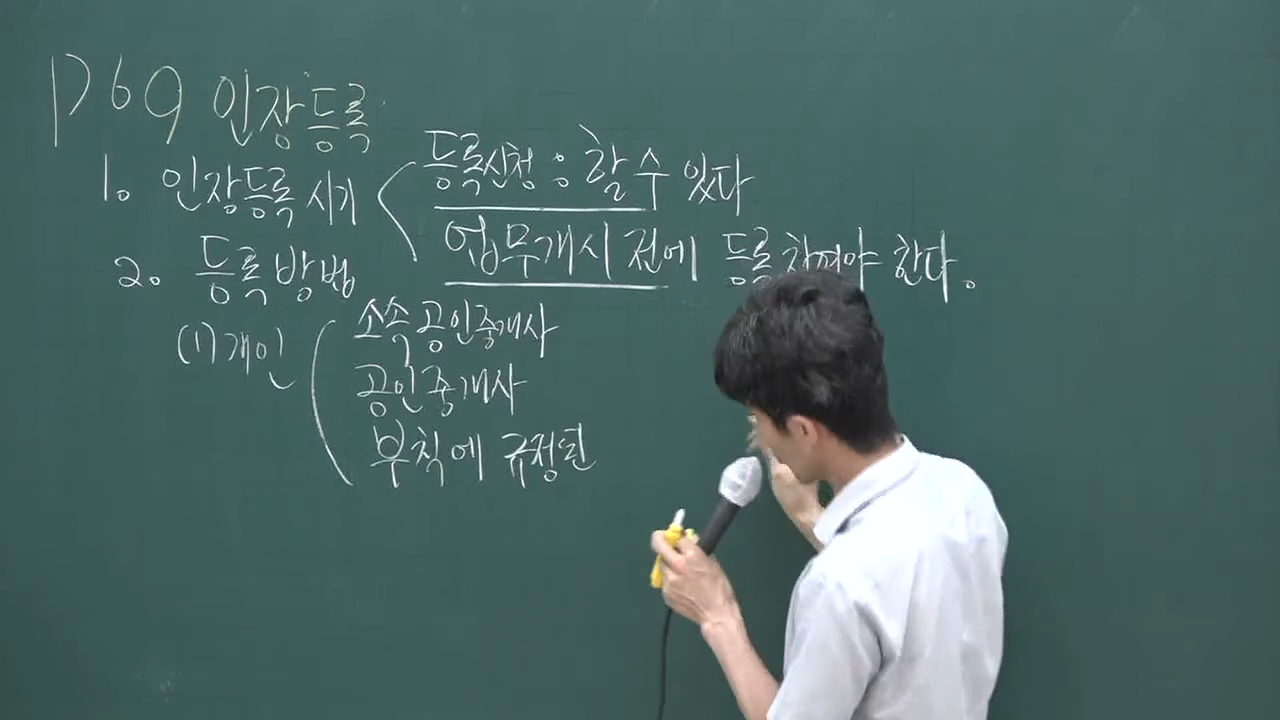 P69 인장등록
1. 인장등록 시기
등록신청 : 할 수 있다
업무개시 전에 등록 하여야 한다.
2. 등록방법
(1) 개인
소속공인중개사
공인중개사
부칙에 규정된